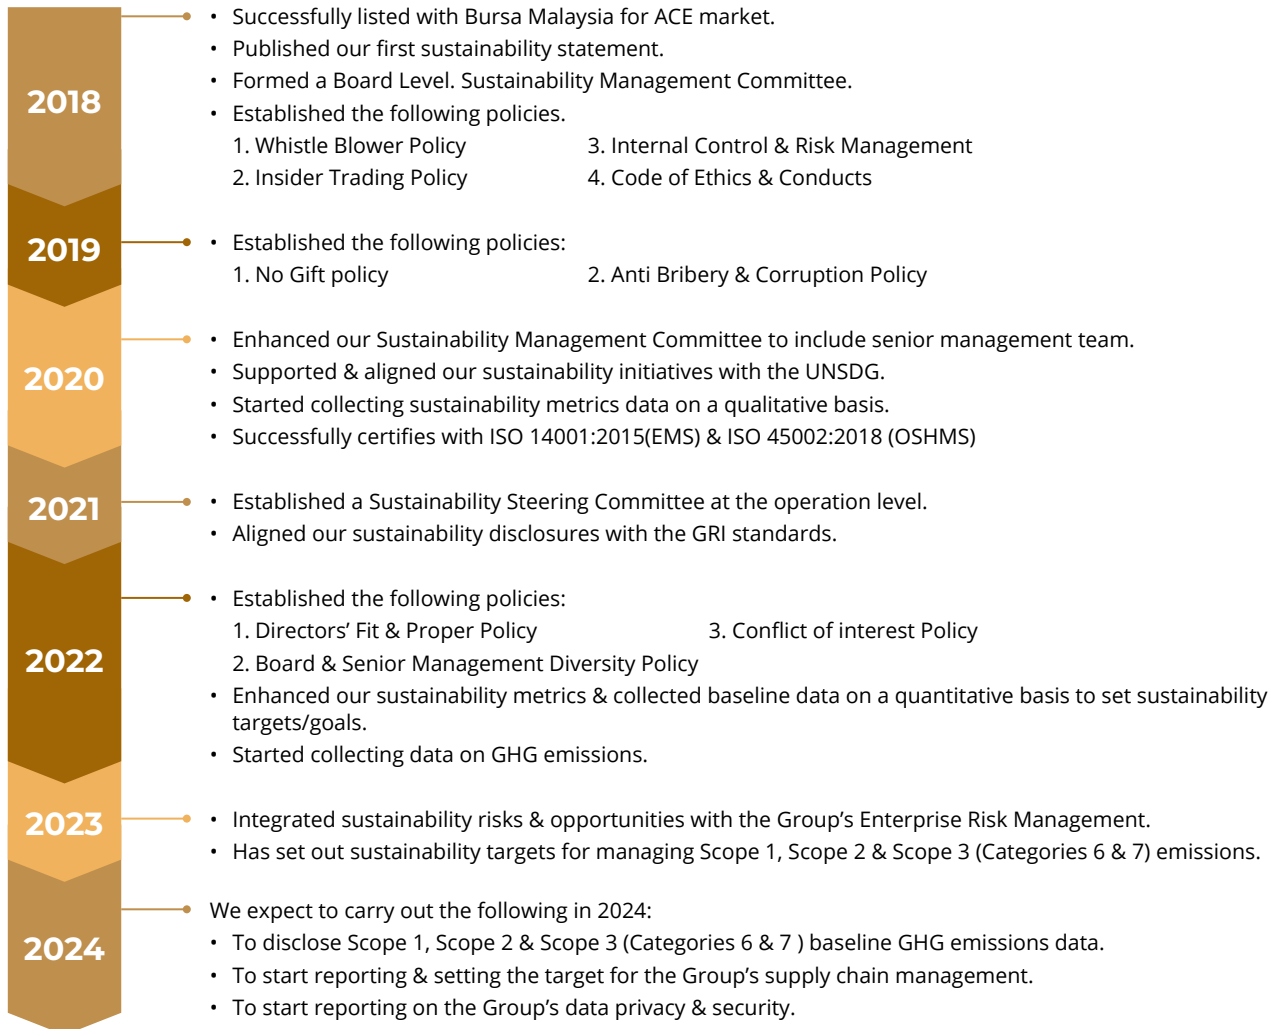 2018
• Successfully listed with Bursa Malaysia for ACE market.
• Published our first sustainability statement.
• Formed a Board Level. Sustainability Management Committee.
• Established the following policies.
1. Whistle Blower Policy 3. Internal Control & Risk Management
2. Insider Trading Policy 4. Code of Ethics & Conducts
2019
• Established the following policies:
1. No Gift policy 2. Anti Bribery & Corruption Policy
2020
• Enhanced our Sustainability Management Committee to include senior management team.
• Supported & aligned our sustainability initiatives with the UNSDG.
• Started collecting sustainability metrics data on a qualitative basis.
• Successfully certifies with ISO 14001:2015(EMS) & ISO 45002:2018 (OSHMS)
2021
• Established a Sustainability Steering Committee at the operation level.
• Aligned our sustainability disclosures with the GRI standards.
2022
• Established the following policies:
1. Directors’ Fit & Proper Policy 3. Conflict of interest Policy
2. Board & Senior Management Diversity Policy
• Enhanced our sustainability metrics & collected baseline data on a quantitative basis to set sustainability
targets/goals.
• Started collecting data on GHG emissions.
2023
• Integrated sustainability risks & opportunities with the Group’s Enterprise Risk Management.
• Has set out sustainability targets for managing Scope 1, Scope 2 & Scope 3 (Categories 6 & 7) emissions.
2024
We expect to carry out the following in 2024:
• To disclose Scope 1, Scope 2 & Scope 3 (Categories 6 & 7 ) baseline GHG emissions data.
• To start reporting & setting the target for the Group’s supply chain management.
• To start reporting on the Group’s data privacy & security.